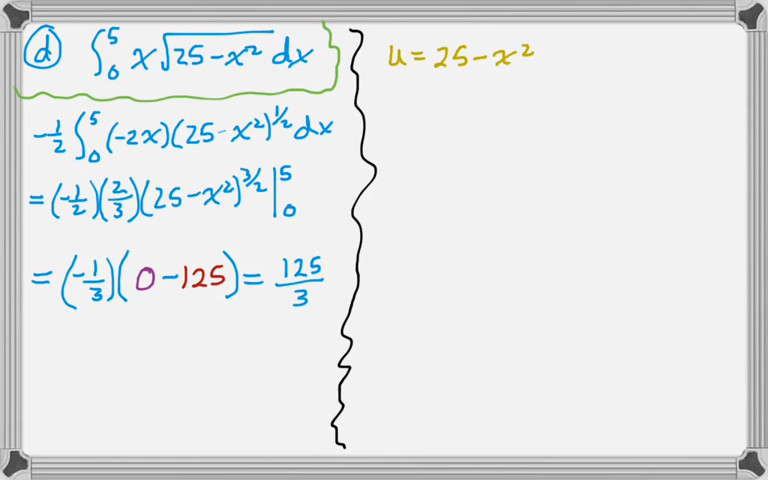 (d) ∫₀⁵ x√(25-x²) dx
-1/2 ∫₀⁵ (-2x)(25-x²)^(1/2) dx
= (-1/2)(2/3)(25-x²)^(3/2) |₀⁵
= (-1/3)(0-125) = 125/3
u = 25-x²